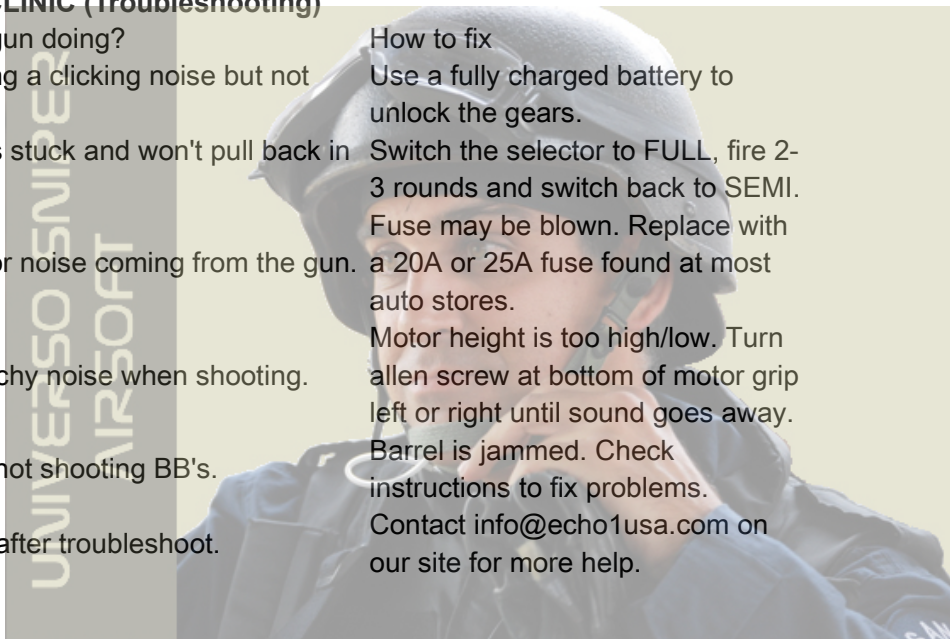 CLINIC (Troubleshooting)
gun doing?
How to fix
g a clicking noise but not
Use a fully charged battery to
unlock the gears.
s stuck and won't pull back in
Switch the selector to FULL, fire 2-
3 rounds and switch back to SEMI.
r noise coming from the gun.
Fuse may be blown. Replace with
a 20A or 25A fuse found at most
auto stores.
chy noise when shooting.
Motor height is too high/low. Turn
allen screw at bottom of motor grip
left or right until sound goes away.
not shooting BB's.
Barrel is jammed. Check
instructions to fix problems.
after troubleshoot.
Contact info@echo1usa.com on
our site for more help.
UNIVERSO SNIPER
AIRSOFT